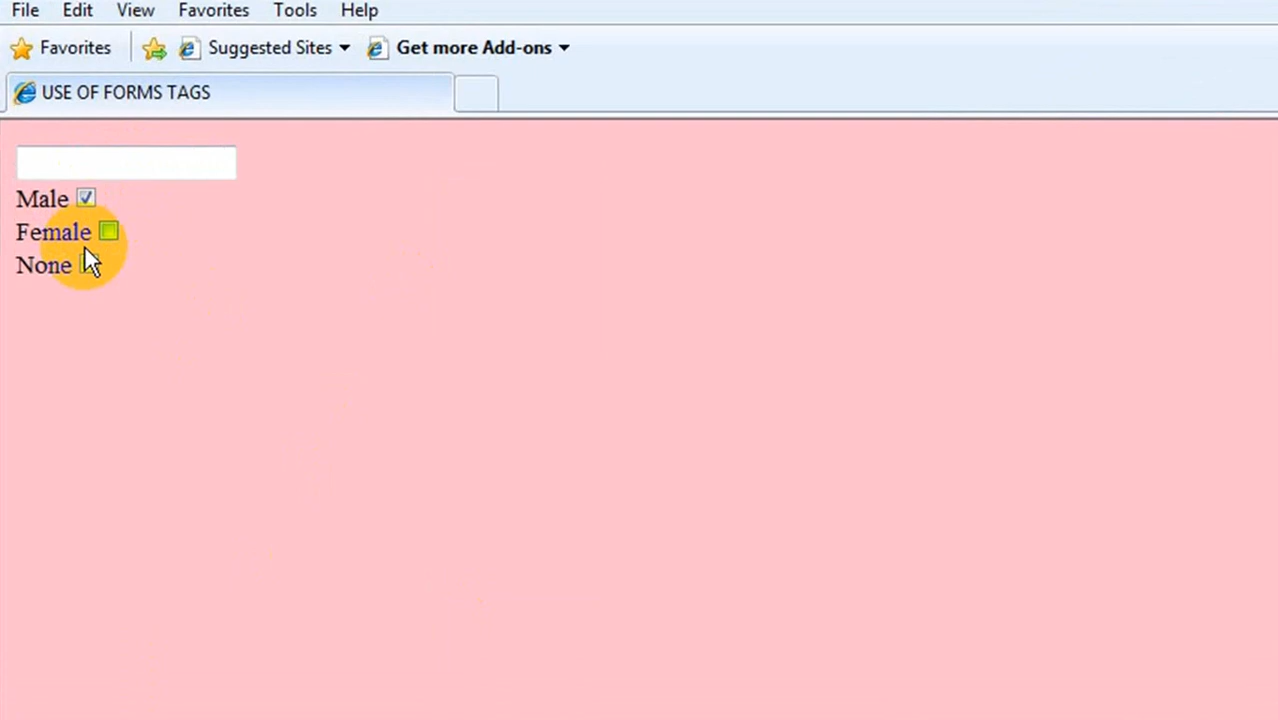 File Edit View Favorites Tools Help
Favorites Suggested Sites Get more Add-ons
USE OF FORMS TAGS
Male
Female
None